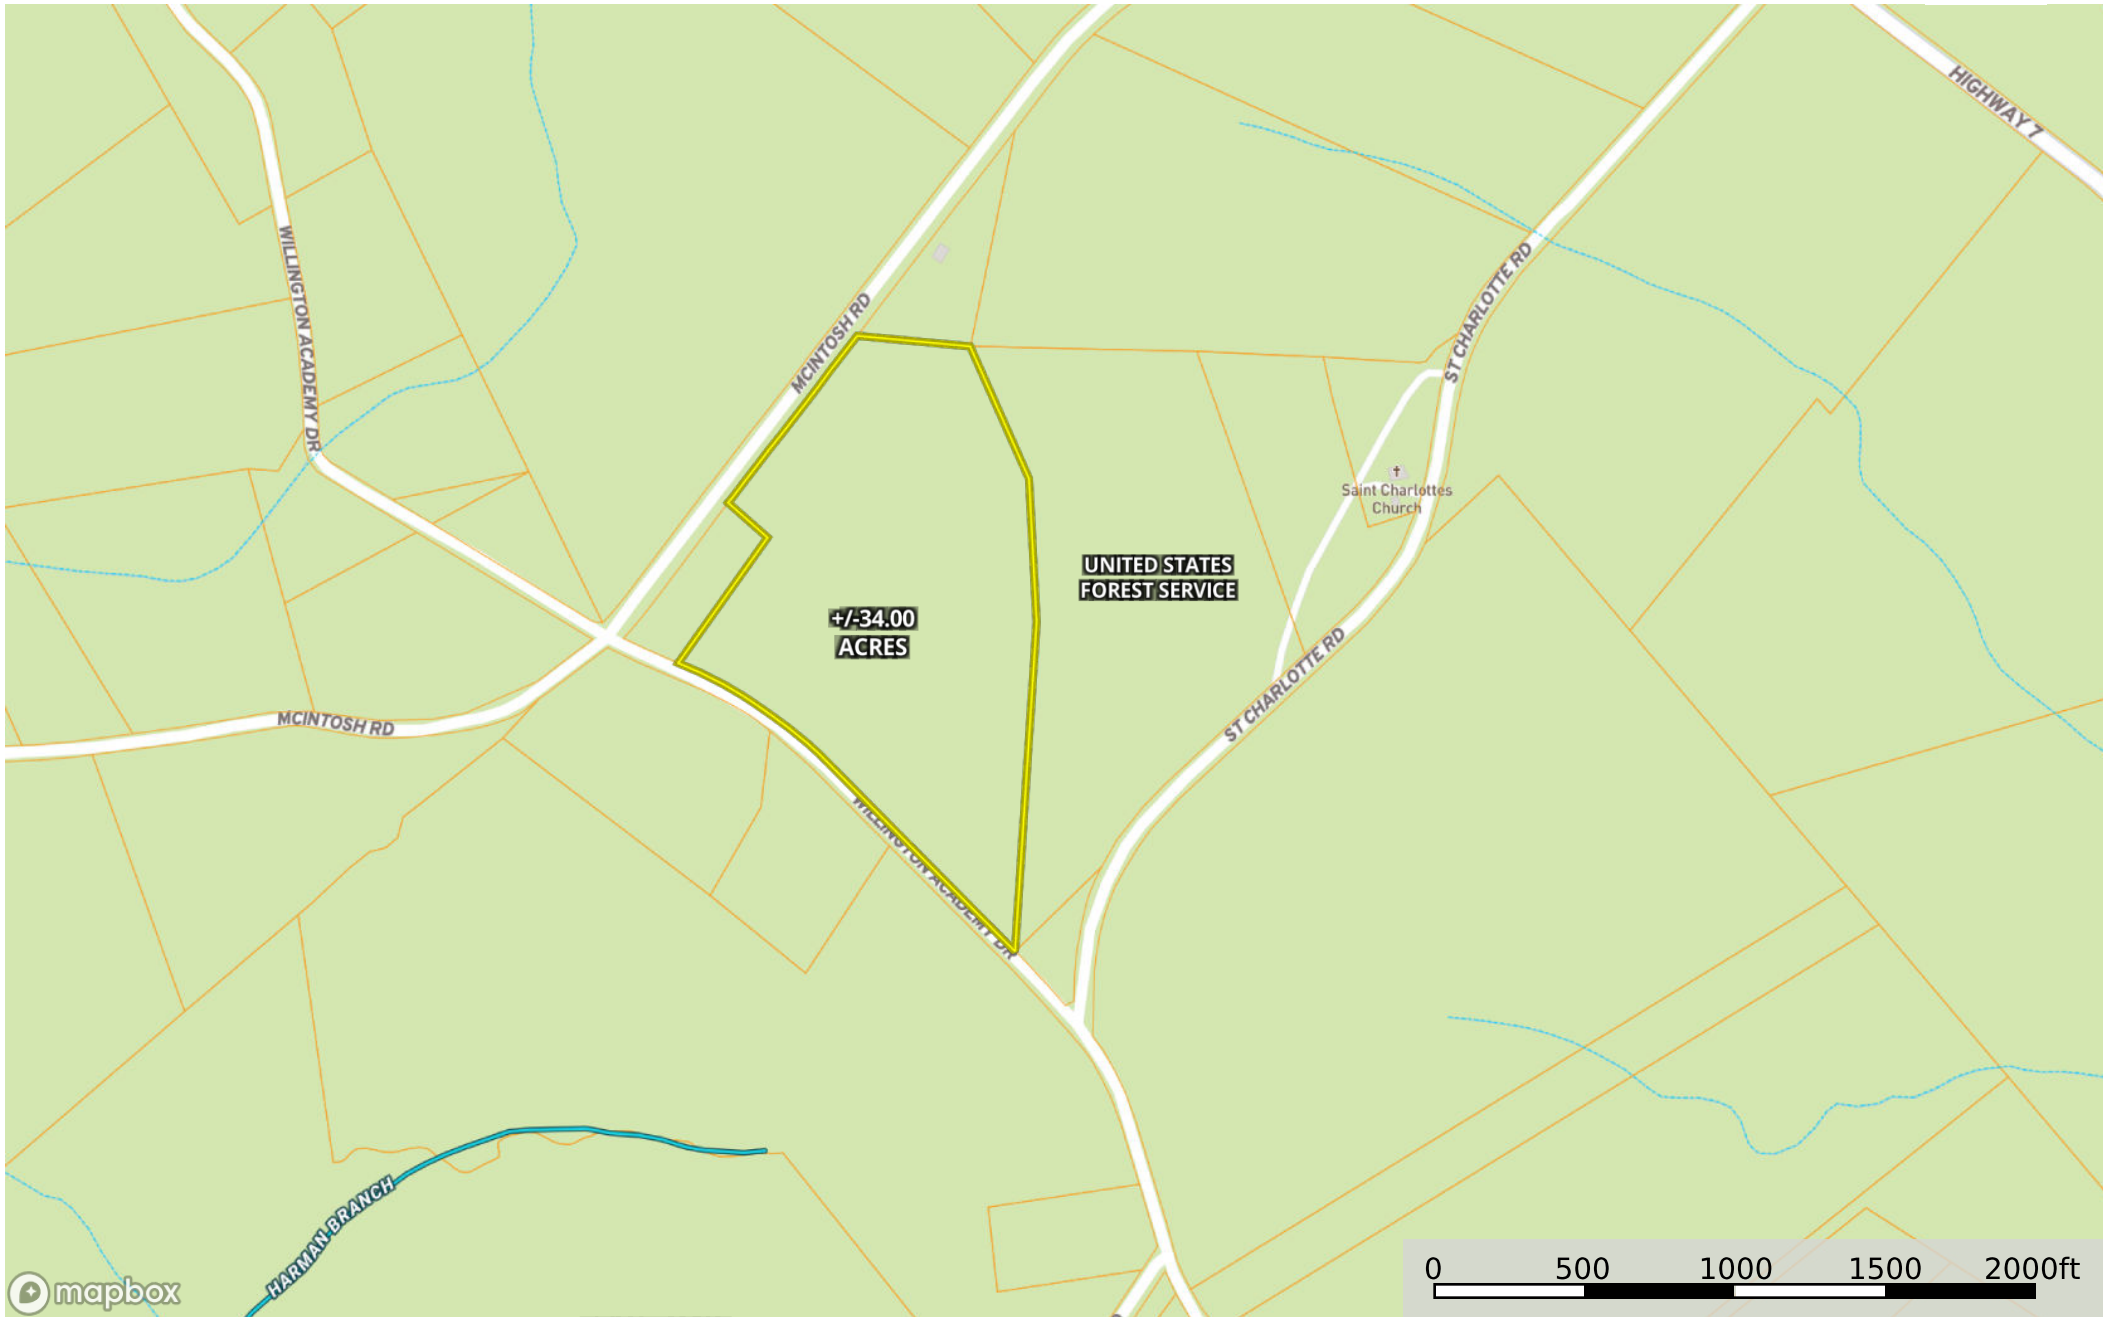 HIGHWAY 7
WILLINGTON ACADEMY DR
MCINTOSH RD
ST CHARLOTTE RD
Saint Charlottes
Church
UNITED STATES
FOREST SERVICE
+/-34.00
ACRES
ST CHARLOTTE RD
MCINTOSH RD
WILLINGTON ACADEMY DR
HARMAN BRANCH
mapbox
0 500 1000 1500 2000ft